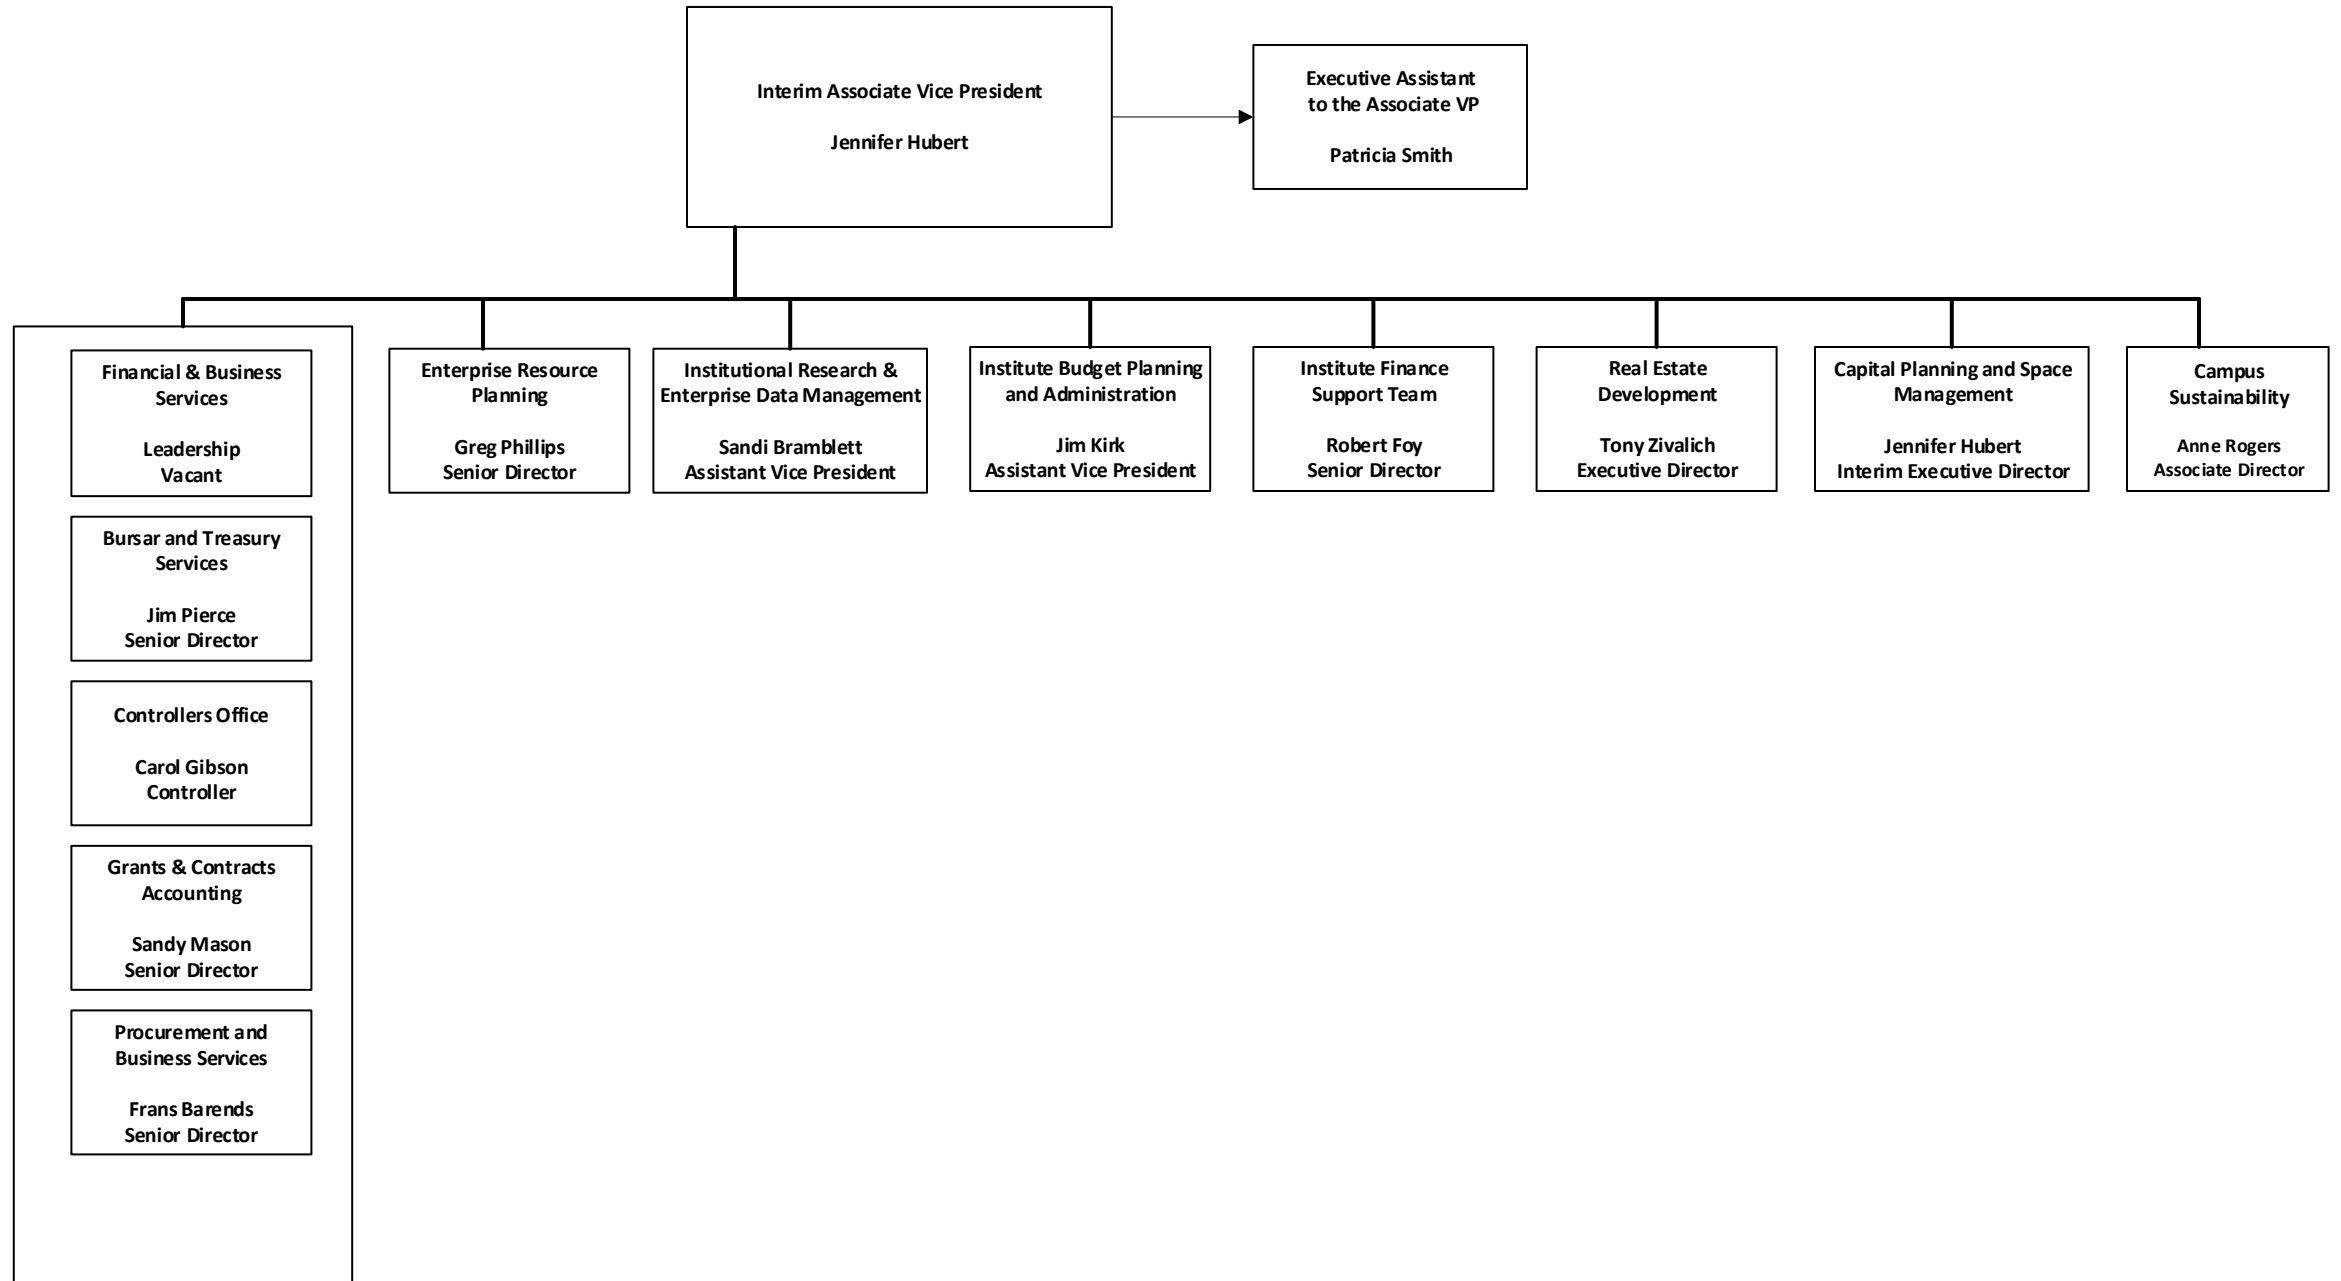 Interim Associate Vice President
Jennifer Hubert
Executive Assistant
to the Associate VP
Patricia Smith
Financial & Business
Services
Leadership
Vacant
Bursar and Treasury
Services
Jim Pierce
Senior Director
Controllers Office
Carol Gibson
Controller
Grants & Contracts
Accounting
Sandy Mason
Senior Director
Procurement and
Business Services
Frans Barends
Senior Director
Enterprise Resource
Planning
Greg Phillips
Senior Director
Institutional Research &
Enterprise Data Management
Sandi Bramblett
Assistant Vice President
Institute Budget Planning
and Administration
Jim Kirk
Assistant Vice President
Institute Finance
Support Team
Robert Foy
Senior Director
Real Estate
Development
Tony Zivalich
Executive Director
Capital Planning and Space
Management
Jennifer Hubert
Interim Executive Director
Campus
Sustainability
Anne Rogers
Associate Director